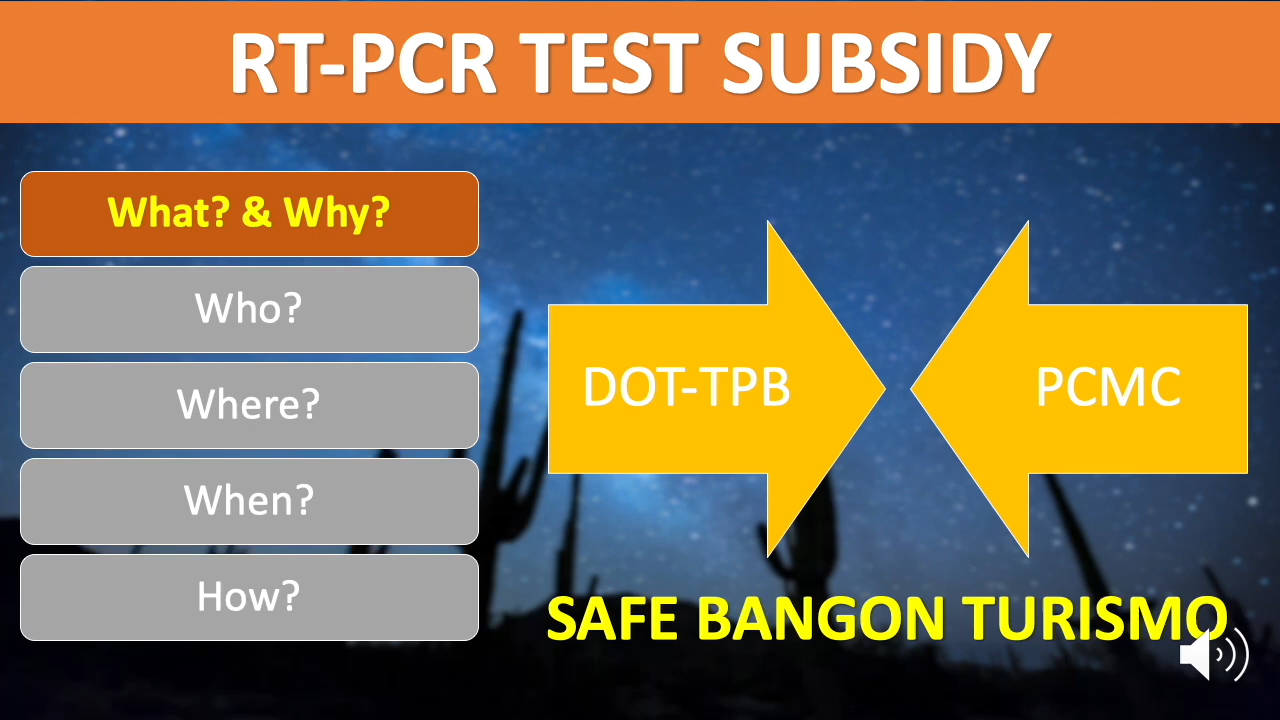 RT-PCR TEST SUBSIDY
What? & Why?
Who?
Where?
When?
How?
DOT-TPB
PCMC
SAFE BANGON TURISMO